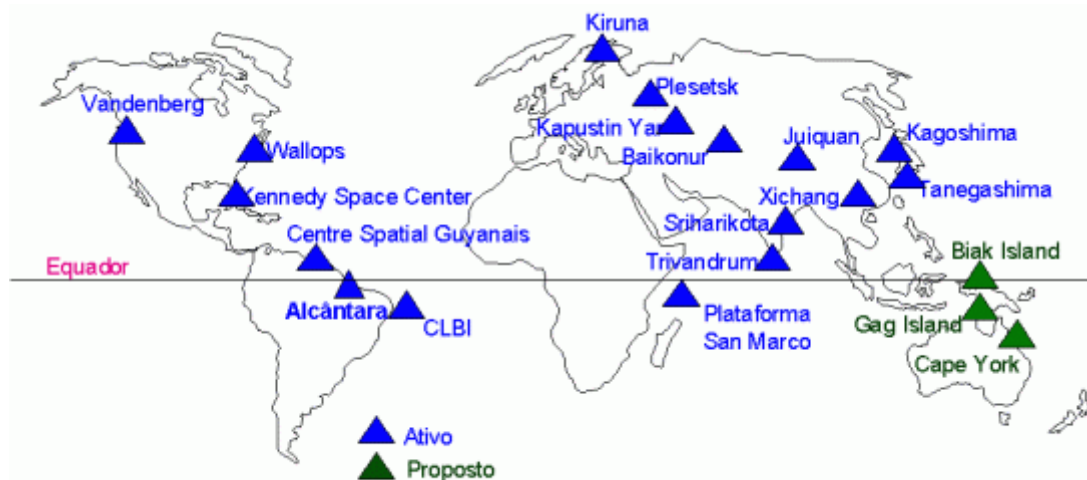 Kiruna
Vandenberg
Plesetsk
Kapustin Yar
Juiquan
Kagoshima
Wallops
Baikonur
Kennedy Space Center
Xichang
Tanegashima
Sriharikota
Centre Spatial Guyanais
Biak Island
Equador
Trivandrum
Alcântara
CLBI
Plataforma
San Marco
Gag Island
Cape York
Ativo
Proposto